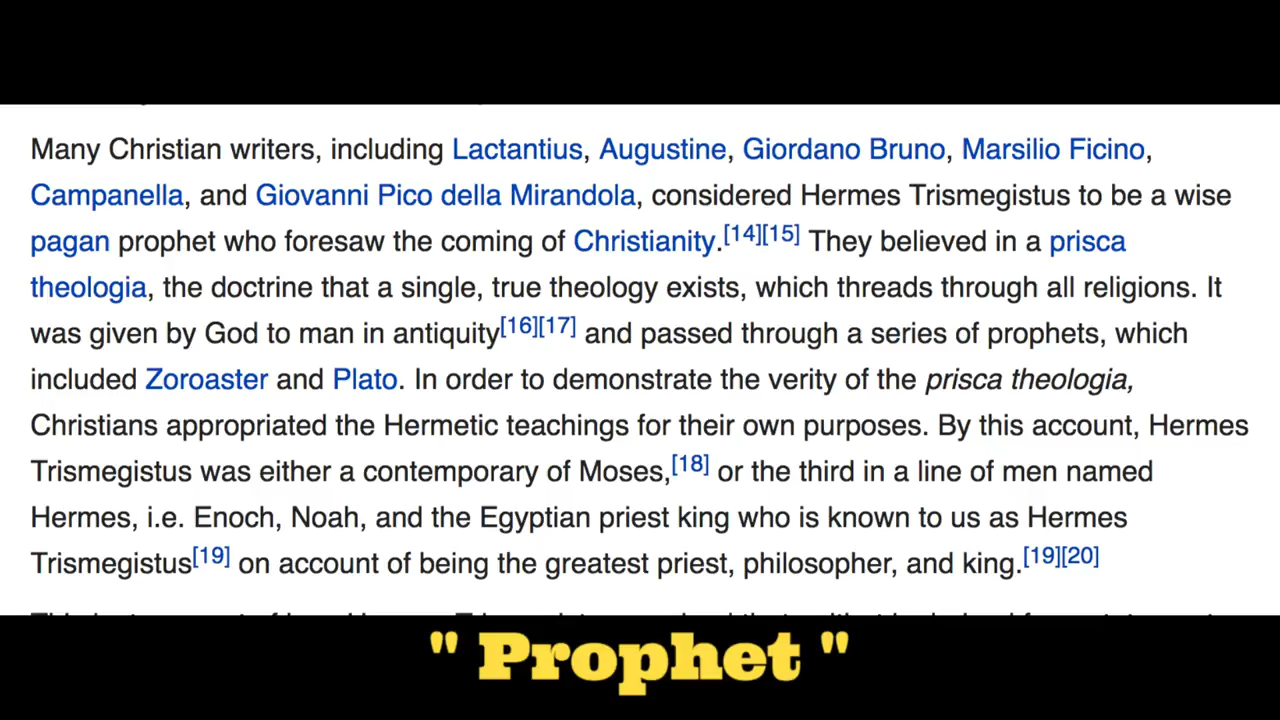 Many Christian writers, including Lactantius, Augustine, Giordano Bruno, Marsilio Ficino,
Campanella, and Giovanni Pico della Mirandola, considered Hermes Trismegistus to be a wise
pagan prophet who foresaw the coming of Christianity.[14][15] They believed in a prisca
theologia, the doctrine that a single, true theology exists, which threads through all religions. It
was given by God to man in antiquity[16][17] and passed through a series of prophets, which
included Zoroaster and Plato. In order to demonstrate the verity of the prisca theologia,
Christians appropriated the Hermetic teachings for their own purposes. By this account, Hermes
Trismegistus was either a contemporary of Moses,[18] or the third in a line of men named
Hermes, i.e. Enoch, Noah, and the Egyptian priest king who is known to us as Hermes
Trismegistus[19] on account of being the greatest priest, philosopher, and king.[19][20]
" Prophet "